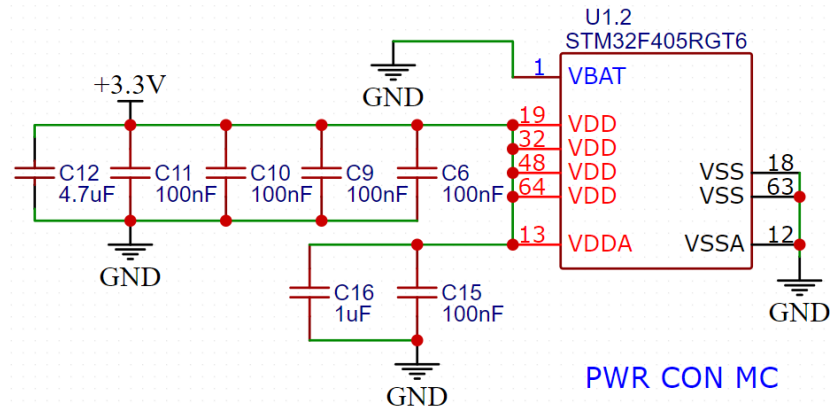 U1.2
STM32F405RGT6
1 VBAT
GND
+3.3V
19 VDD
32 VDD
48 VDD
64 VDD
13 VDDA
VSS 18
VSS 63
VSSA 12
C12
4.7uF
C11
100nF
C10
100nF
C9
100nF
C6
100nF
GND
C16
1uF
C15
100nF
GND
GND
PWR CON MC